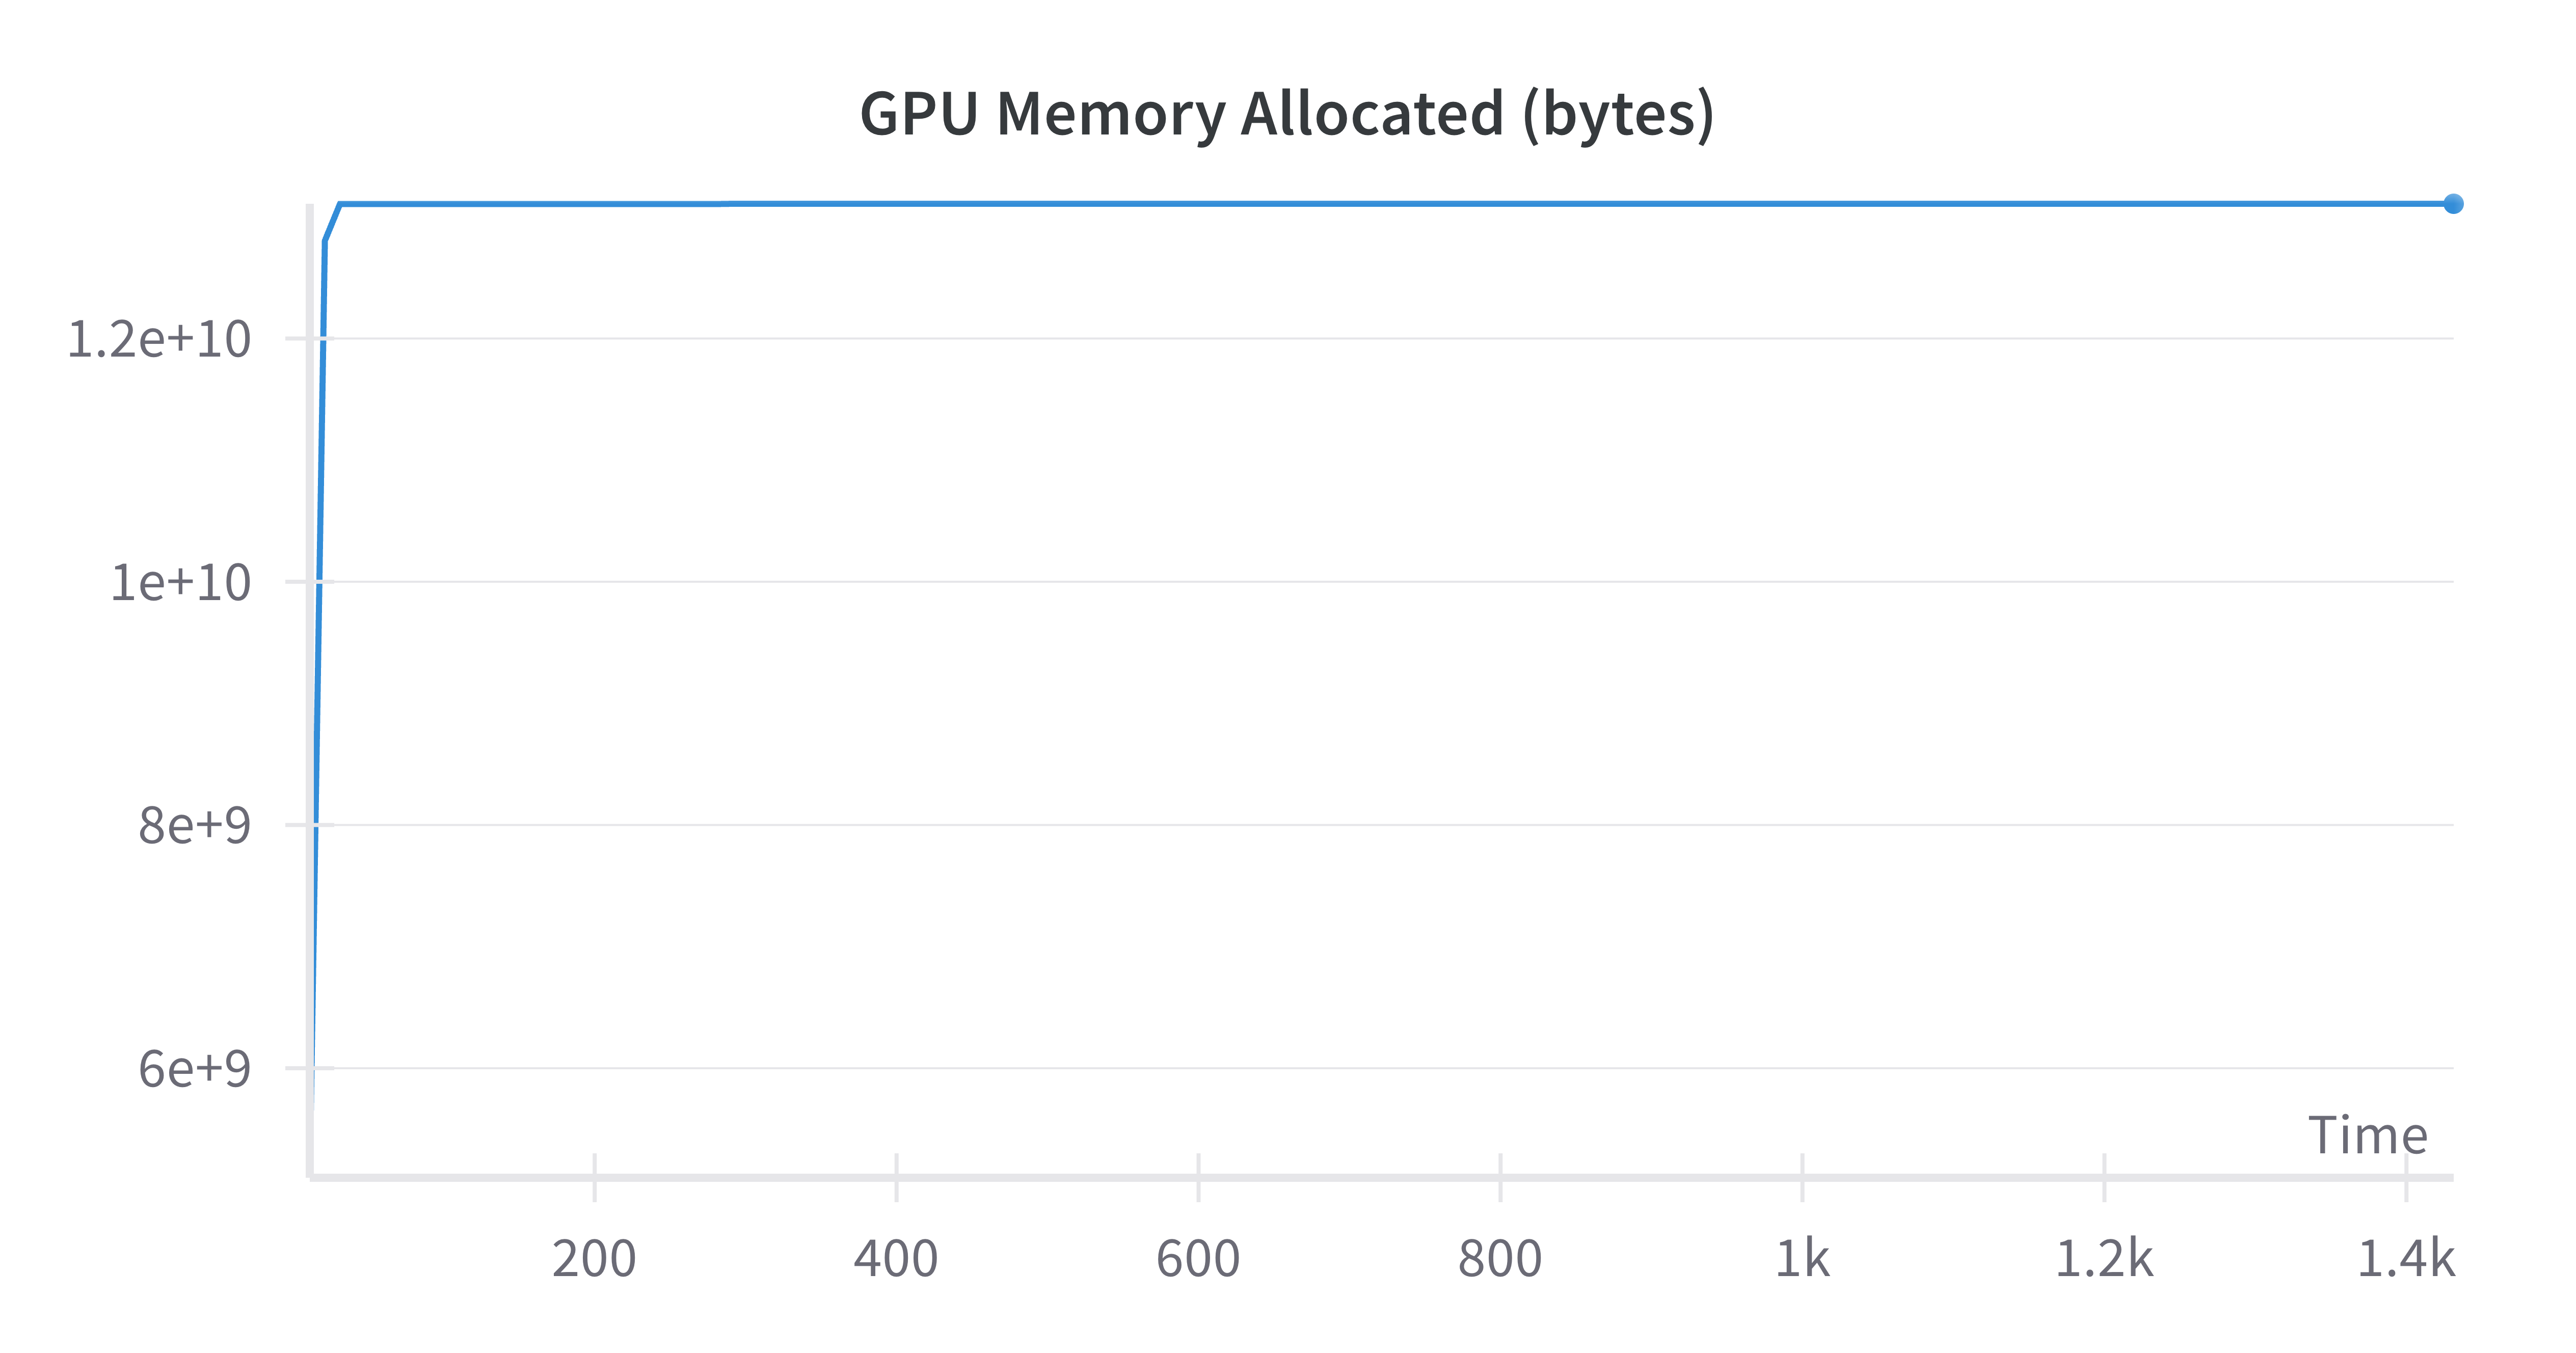 GPU Memory Allocated (bytes)
1.2e+10
1e+10
8e+9
6e+9
Time
200 400 600 800 1k 1.2k 1.4k